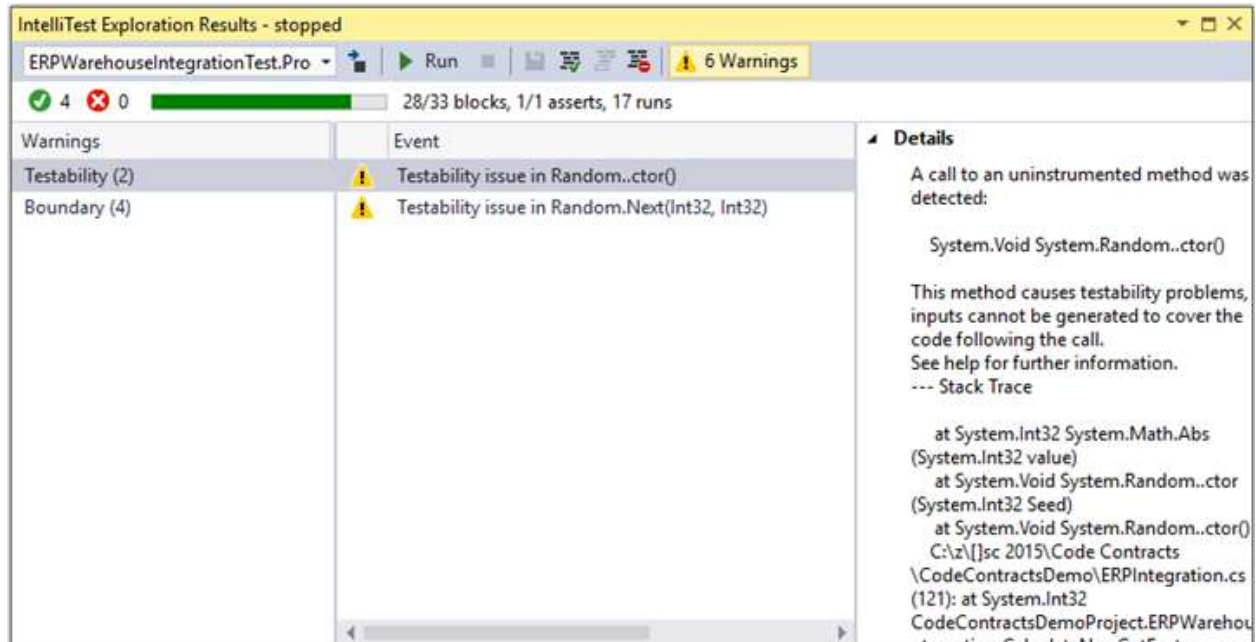 IntelliTest Exploration Results - stopped
ERPWarehouseIntegrationTest.Pro
Run
6 Warnings
4 0 28/33 blocks, 1/1 asserts, 17 runs
Warnings
Event
Testability (2)
Testability issue in Random..ctor()
Boundary (4)
Testability issue in Random.Next(Int32, Int32)
Details
A call to an uninstrumented method was
detected:
System.Void System.Random..ctor()
This method causes testability problems,
inputs cannot be generated to cover the
code following the call.
See help for further information.
--- Stack Trace
at System.Int32 System.Math.Abs
(System.Int32 value)
at System.Void System.Random..ctor
(System.Int32 Seed)
at System.Void System.Random..ctor()
C:\z\[]sc 2015\Code Contracts
\CodeContractsDemo\ERPIntegration.cs
(121): at System.Int32
CodeContractsDemoProject.ERPWarehou